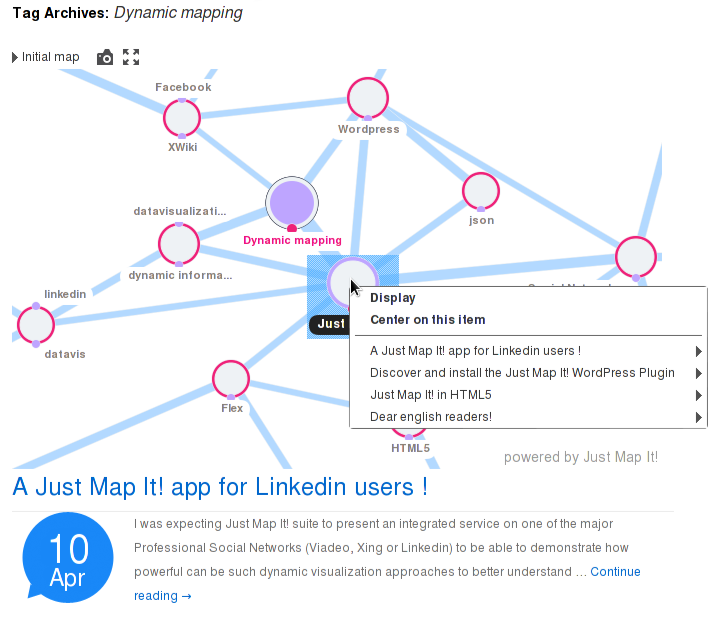 Tag Archives: Dynamic mapping
Initial map
Facebook
XWiki
Wordpress
json
datavisualizati...
Dynamic mapping
dynamic informa...
linkedin
datavis
Just
Display
Center on this item
A Just Map It! app for Linkedin users !
Discover and install the Just Map It! WordPress Plugin
Just Map It! in HTML5
Dear english readers!
Flex
HTML5
powered by Just Map It!
A Just Map It! app for Linkedin users !
10
Apr
I was expecting Just Map It! suite to present an integrated service on one of the major
Professional Social Networks (Viadeo, Xing or Linkedin) to be able to demonstrate how
powerful can be such dynamic visualization approaches to better understand … Continue
reading →